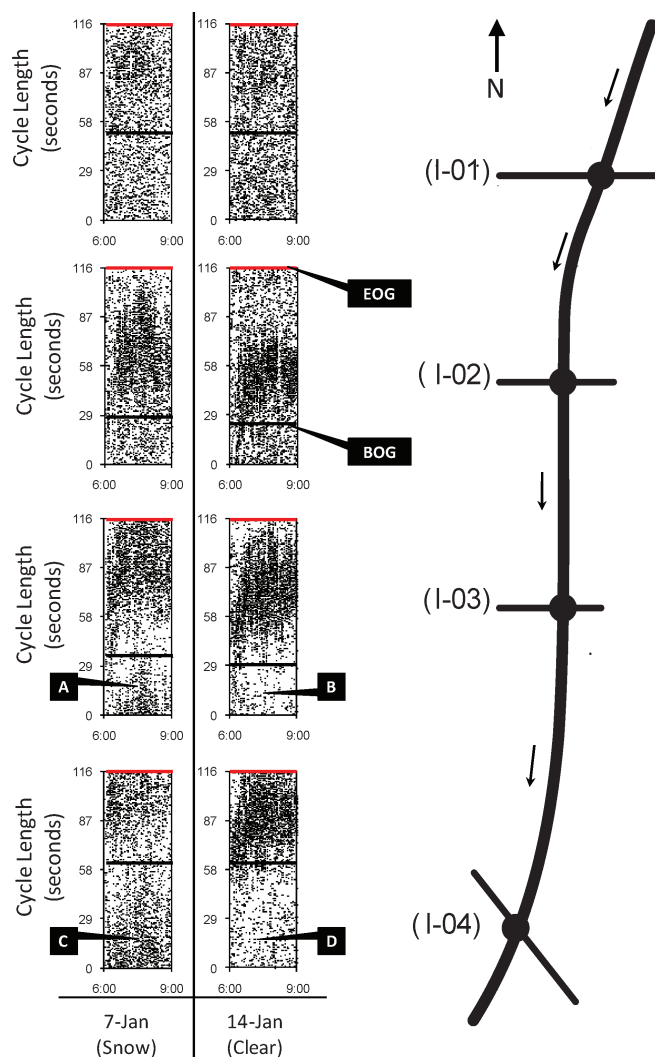 Cycle Length
(seconds)
116
87
58
29
0
6:00
9:00
116
87
58
29
0
6:00
9:00
Cycle Length
(seconds)
116
87
58
29
0
6:00
9:00
116
87
58
29
0
6:00
9:00
EOG
BOG
Cycle Length
(seconds)
116
87
58
29
0
6:00
9:00
116
87
58
29
0
6:00
9:00
A
B
Cycle Length
(seconds)
116
87
58
29
0
6:00
9:00
116
87
58
29
0
6:00
9:00
C
D
7-Jan
(Snow)
14-Jan
(Clear)
N
(I-01)
( I-02)
( I-03)
(I-04)